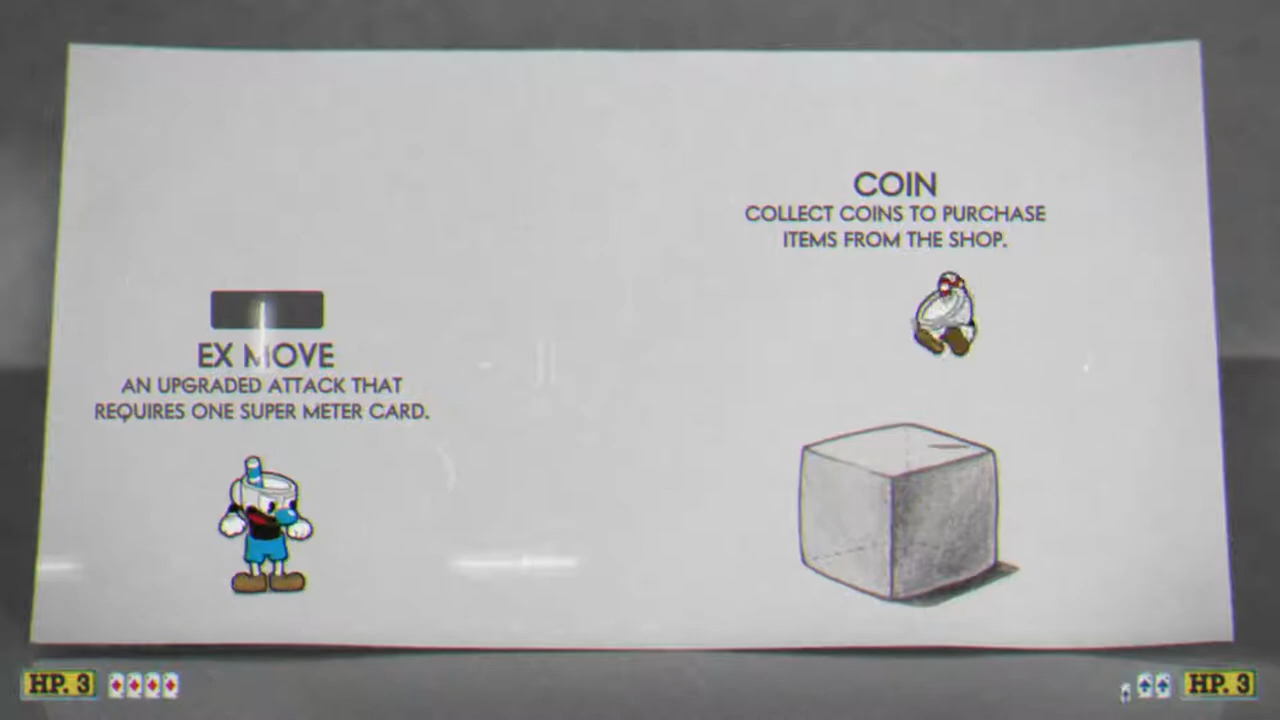 COIN
COLLECT COINS TO PURCHASE
ITEMS FROM THE SHOP.
EX MOVE
AN UPGRADED ATTACK THAT
REQUIRES ONE SUPER METER CARD.
HP. 3
HP. 3